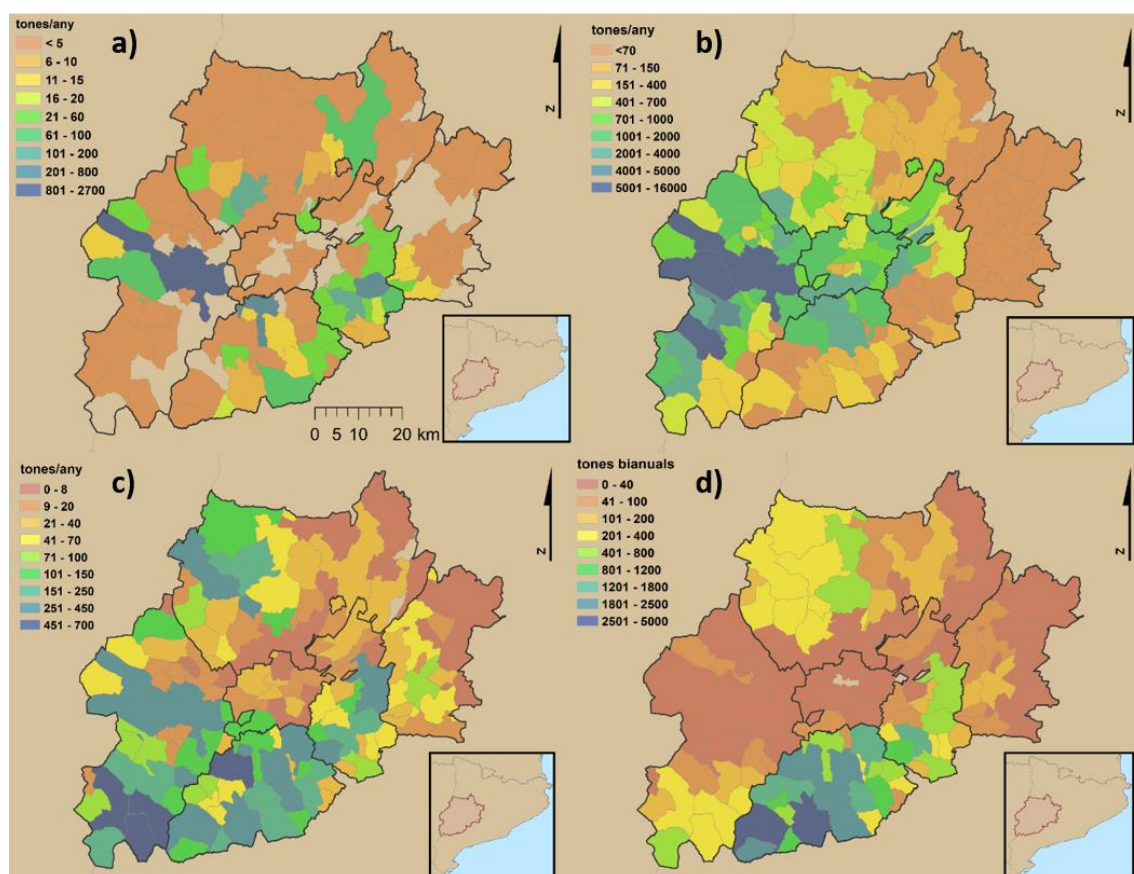 tones/any
< 5
6 - 10
11 - 15
16 - 20
21 - 60
61 - 100
101 - 200
201 - 800
801 - 2700
a)
N
0 5 10 20 km
tones/any
<70
71 - 150
151 - 400
401 - 700
701 - 1000
1001 - 2000
2001 - 4000
4001 - 5000
5001 - 16000
b)
N
tones/any
0 - 8
9 - 20
21 - 40
41 - 70
71 - 100
101 - 150
151 - 250
251 - 450
451 - 700
c)
N
tones bianuals
0 - 40
41 - 100
101 - 200
201 - 400
401 - 800
801 - 1200
1201 - 1800
1801 - 2500
2501 - 5000
d)
N